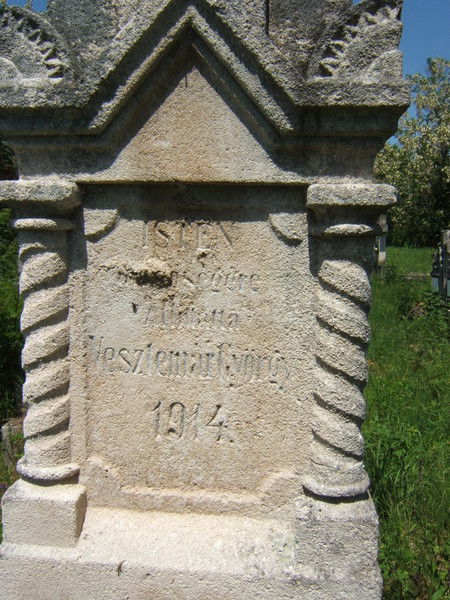 ISTEN
dicsőségére
állíttatta
Vesztemar György
1914.